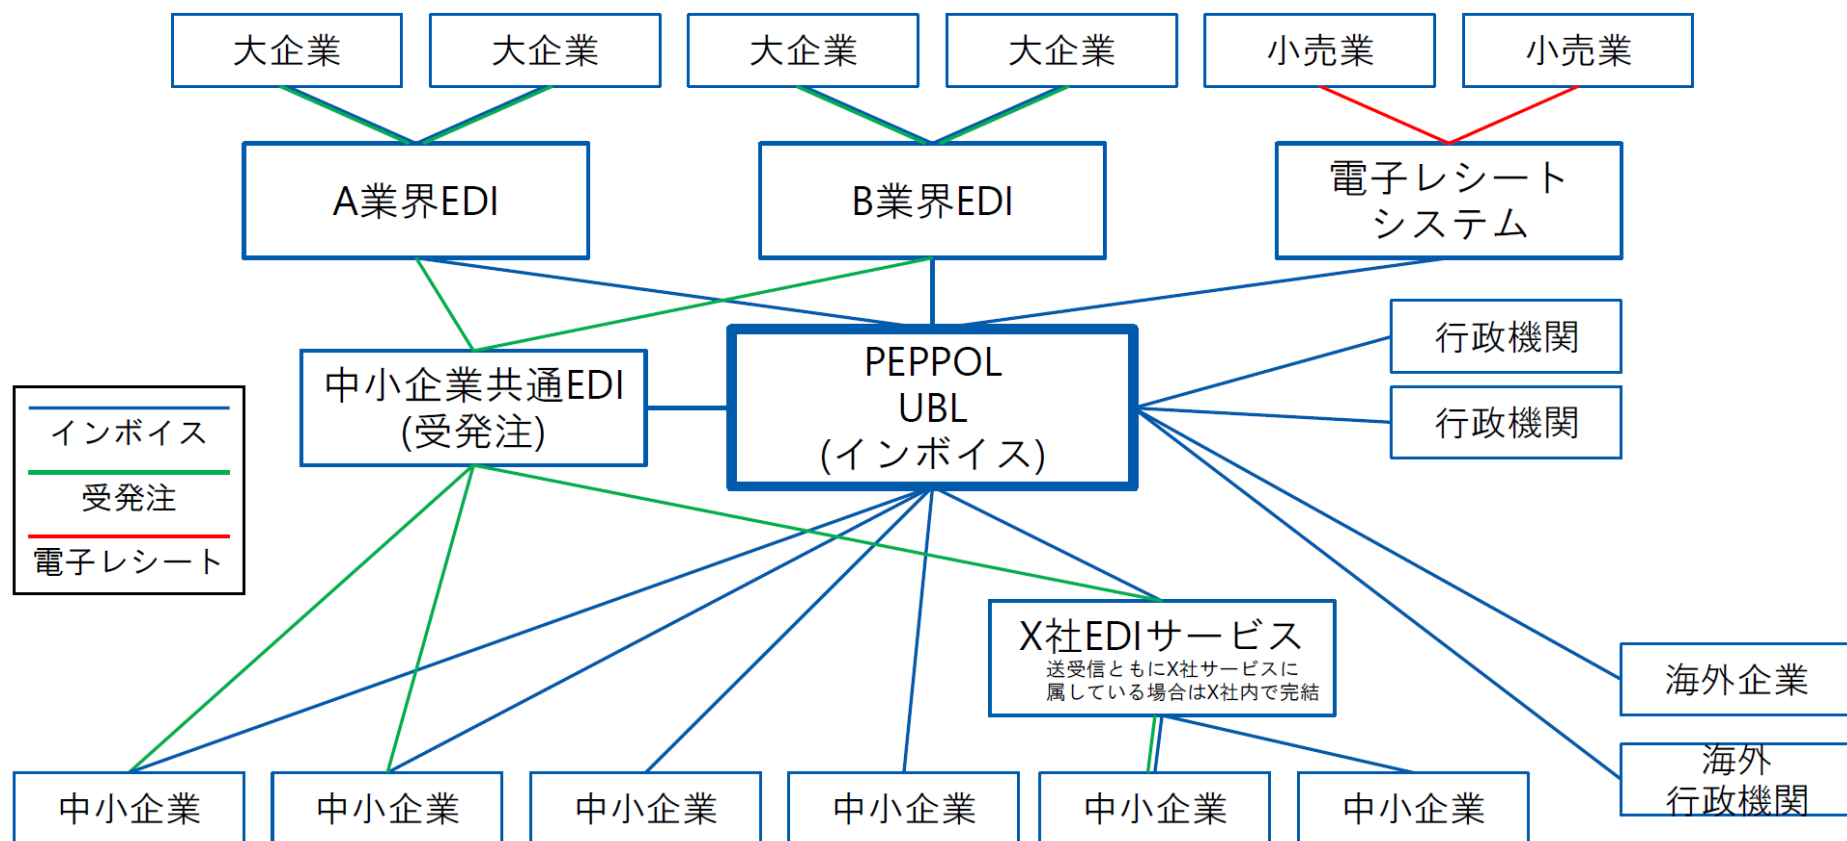 大企業
大企業
大企業
大企業
小売業
小売業
A業界EDI
B業界EDI
電子レシート
システム
中小企業共通EDI
(受発注)
PEPPOL
UBL
(インボイス)
行政機関
行政機関
インボイス
受発注
電子レシート
X社EDIサービス
送受信ともにX社サービスに
属している場合はX社内で完結
海外企業
海外
行政機関
中小企業
中小企業
中小企業
中小企業
中小企業
中小企業